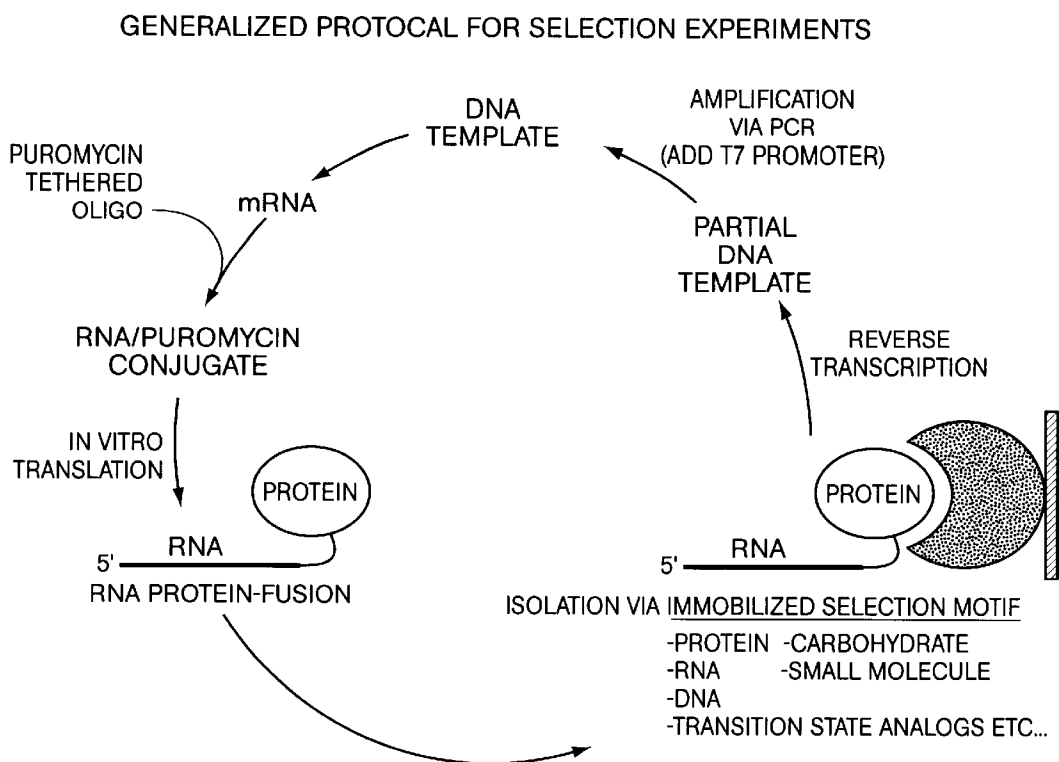 GENERALIZED PROTOCAL FOR SELECTION EXPERIMENTS
DNA
TEMPLATE
AMPLIFICATION
VIA PCR
(ADD T7 PROMOTER)
PUROMYCIN
TETHERED
OLIGO
mRNA
PARTIAL
DNA
TEMPLATE
RNA/PUROMYCIN
CONJUGATE
REVERSE
TRANSCRIPTION
IN VITRO
TRANSLATION
PROTEIN
5' RNA
RNA PROTEIN-FUSION
PROTEIN
5' RNA
ISOLATION VIA IMMOBILIZED SELECTION MOTIF
-PROTEIN -CARBOHYDRATE
-RNA -SMALL MOLECULE
-DNA
-TRANSITION STATE ANALOGS ETC...